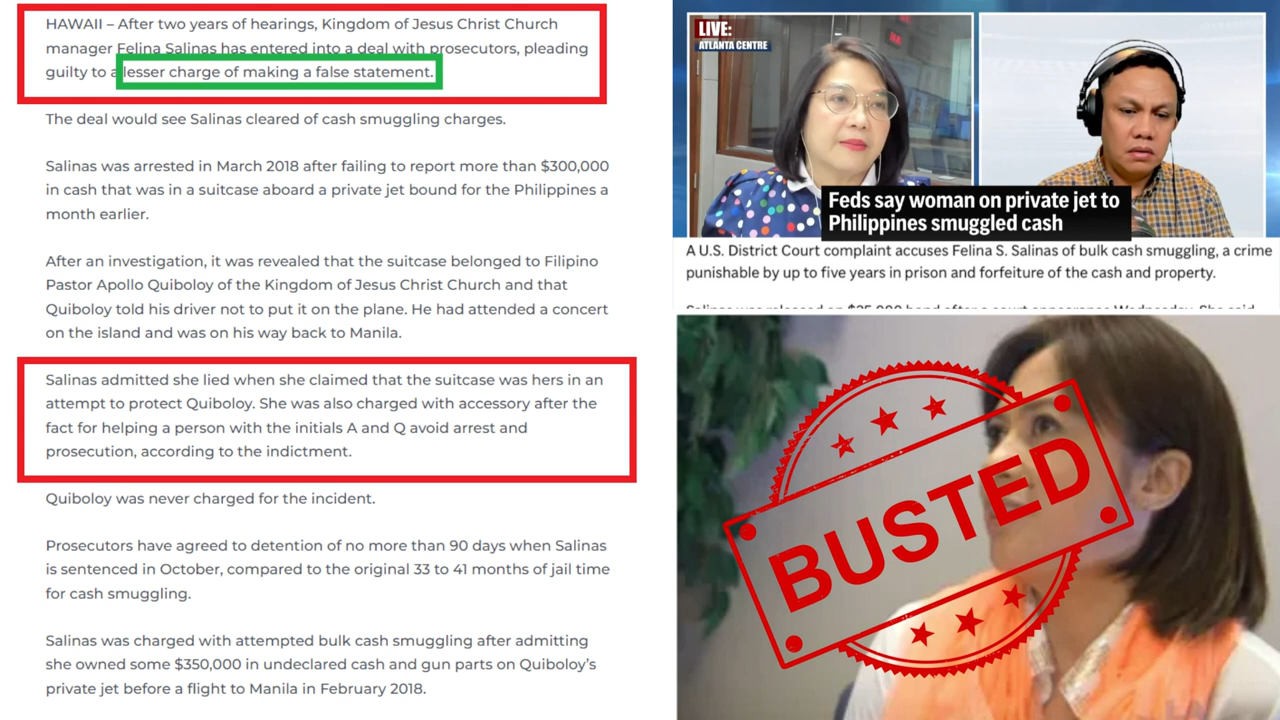 HAWAII – After two years of hearings, Kingdom of Jesus Christ Church
manager Felina Salinas has entered into a deal with prosecutors, pleading
guilty to a lesser charge of making a false statement.
The deal would see Salinas cleared of cash smuggling charges.
Salinas was arrested in March 2018 after failing to report more than $300,000
in cash that was in a suitcase aboard a private jet bound for the Philippines a
month earlier.
After an investigation, it was revealed that the suitcase belonged to Filipino
Pastor Apollo Quiboloy of the Kingdom of Jesus Christ Church and that
Quiboloy told his driver not to put it on the plane. He had attended a concert
on the island and was on his way back to Manila.
Salinas admitted she lied when she claimed that the suitcase was hers in an
attempt to protect Quiboloy. She was also charged with accessory after the
fact for helping a person with the initials A and Q avoid arrest and
prosecution, according to the indictment.
Quiboloy was never charged for the incident.
Prosecutors have agreed to detention of no more than 90 days when Salinas
is sentenced in October, compared to the original 33 to 41 months of jail time
for cash smuggling.
Salinas was charged with attempted bulk cash smuggling after admitting
she owned some $350,000 in undeclared cash and gun parts on Quiboloy's
private jet before a flight to Manila in February 2018.
LIVE:
ATLANTA CENTRE
Feds say woman on private jet to
Philippines smuggled cash
A U.S. District Court complaint accuses Felina S. Salinas of bulk cash smuggling, a crime
punishable by up to five years in prison and forfeiture of the cash and property.
BUSTED